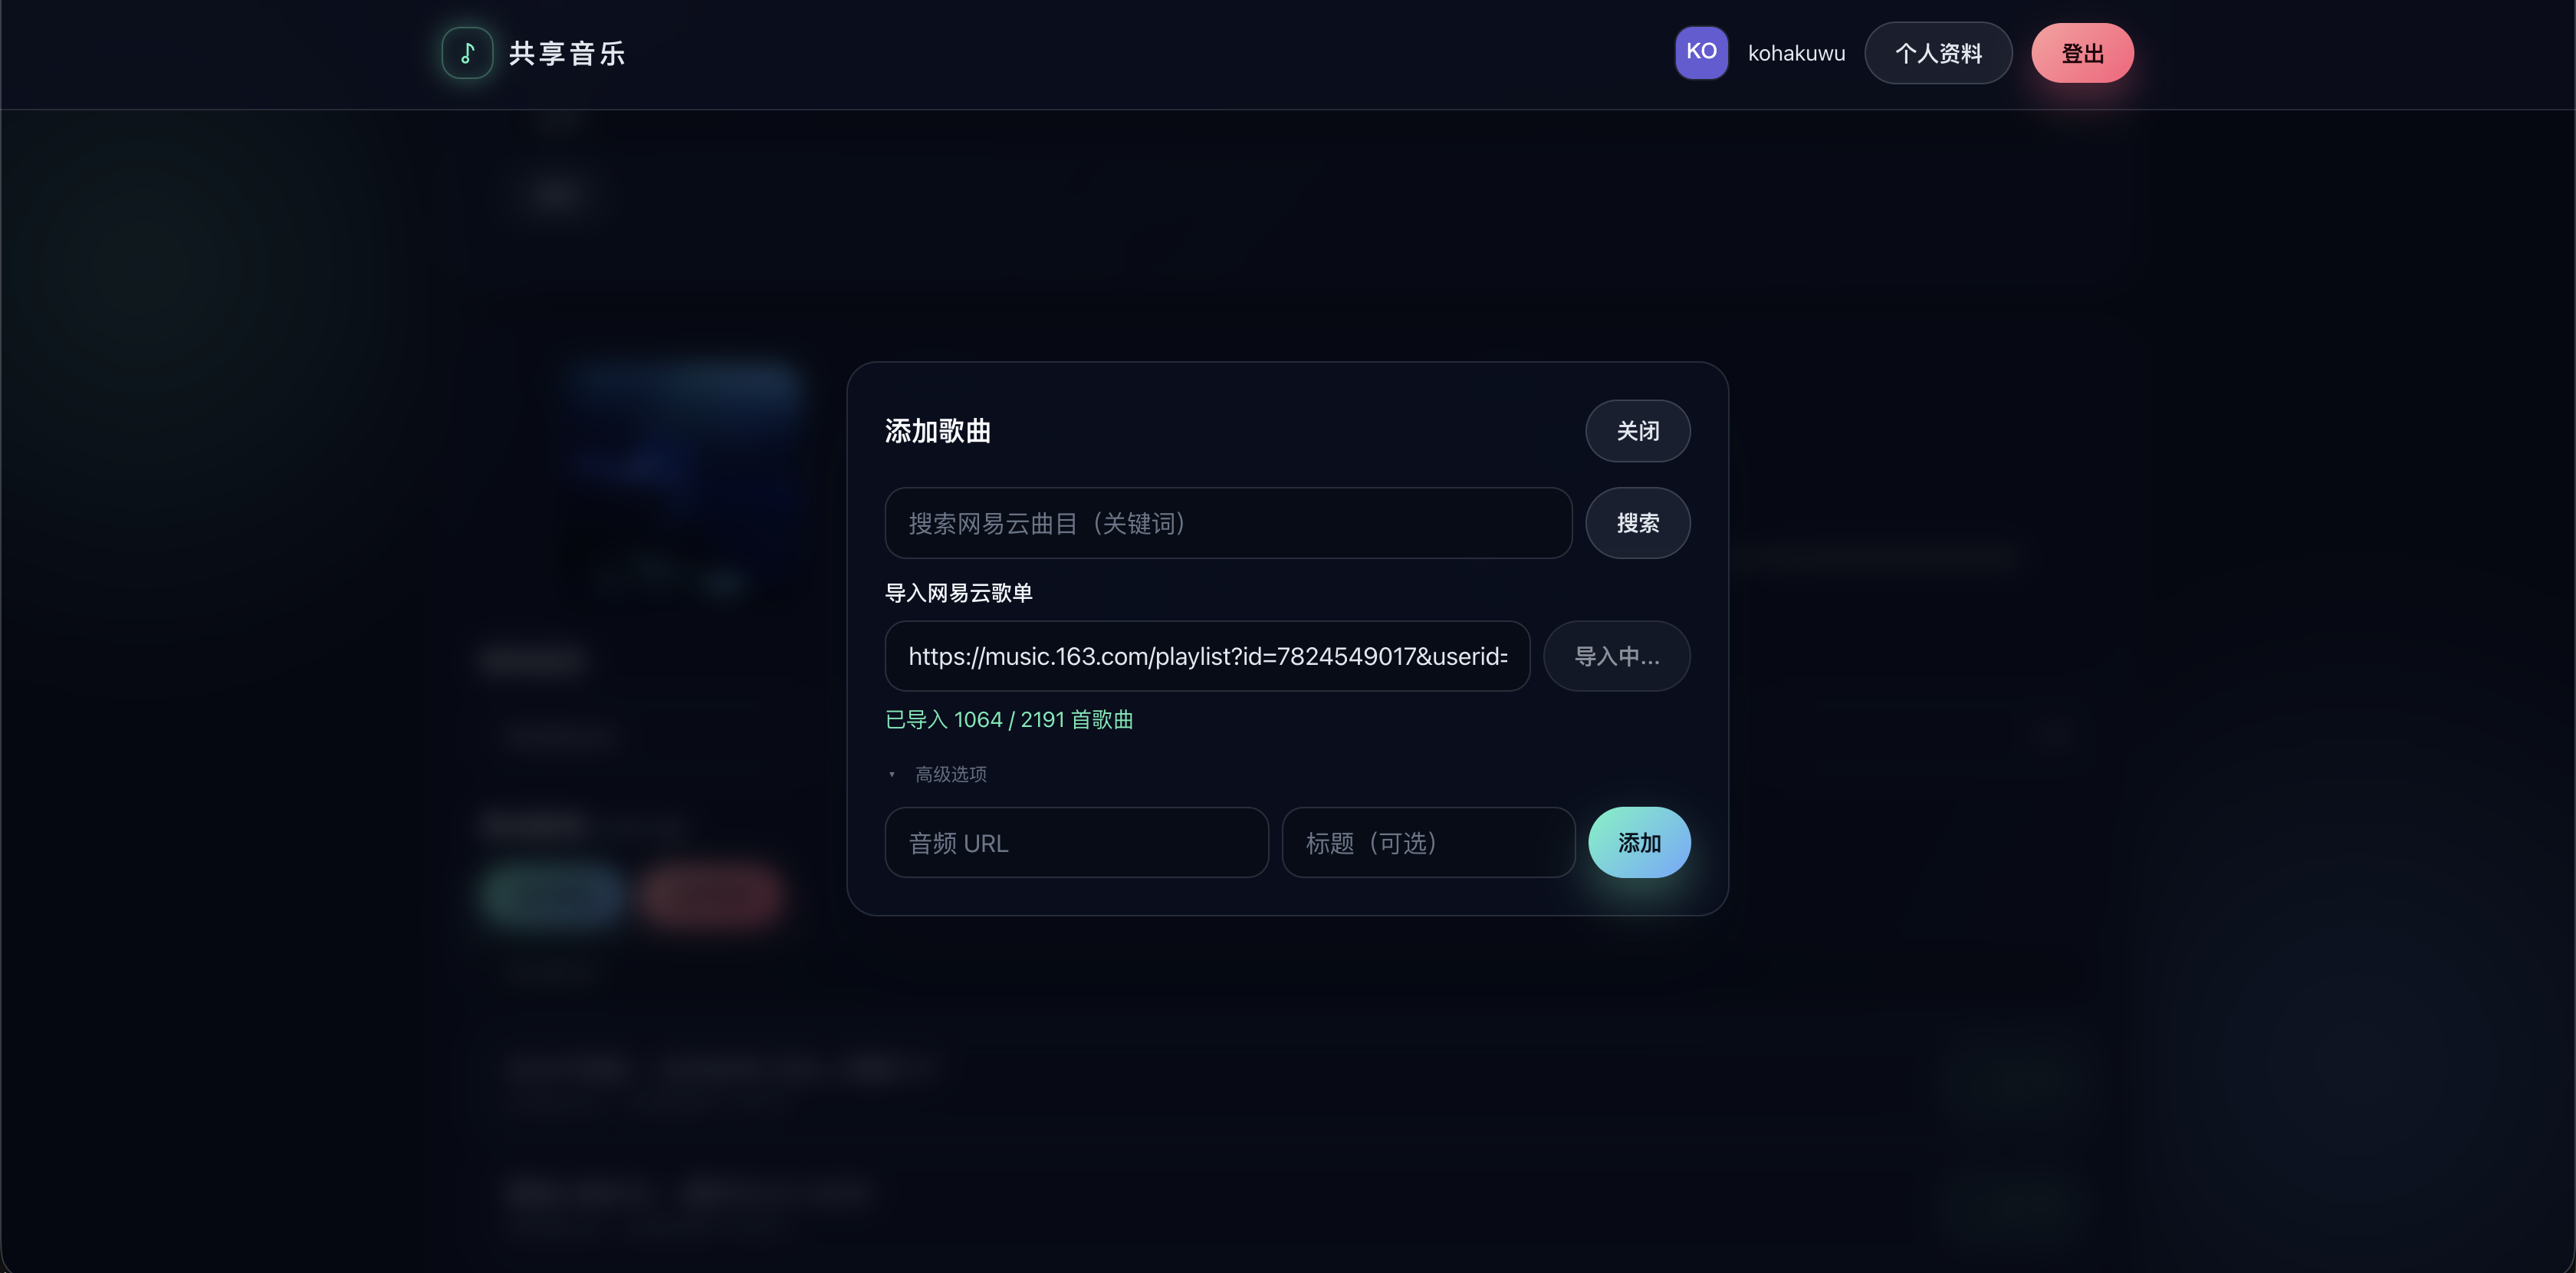 共享音乐
KO kohakuwu 个人资料 登出
添加歌曲 关闭
搜索网易云曲目（关键词） 搜索
导入网易云歌单
https://music.163.com/playlist?id=7824549017&userid= 导入中...
已导入 1064 / 2191 首歌曲
▾ 高级选项
音频 URL 标题（可选） 添加